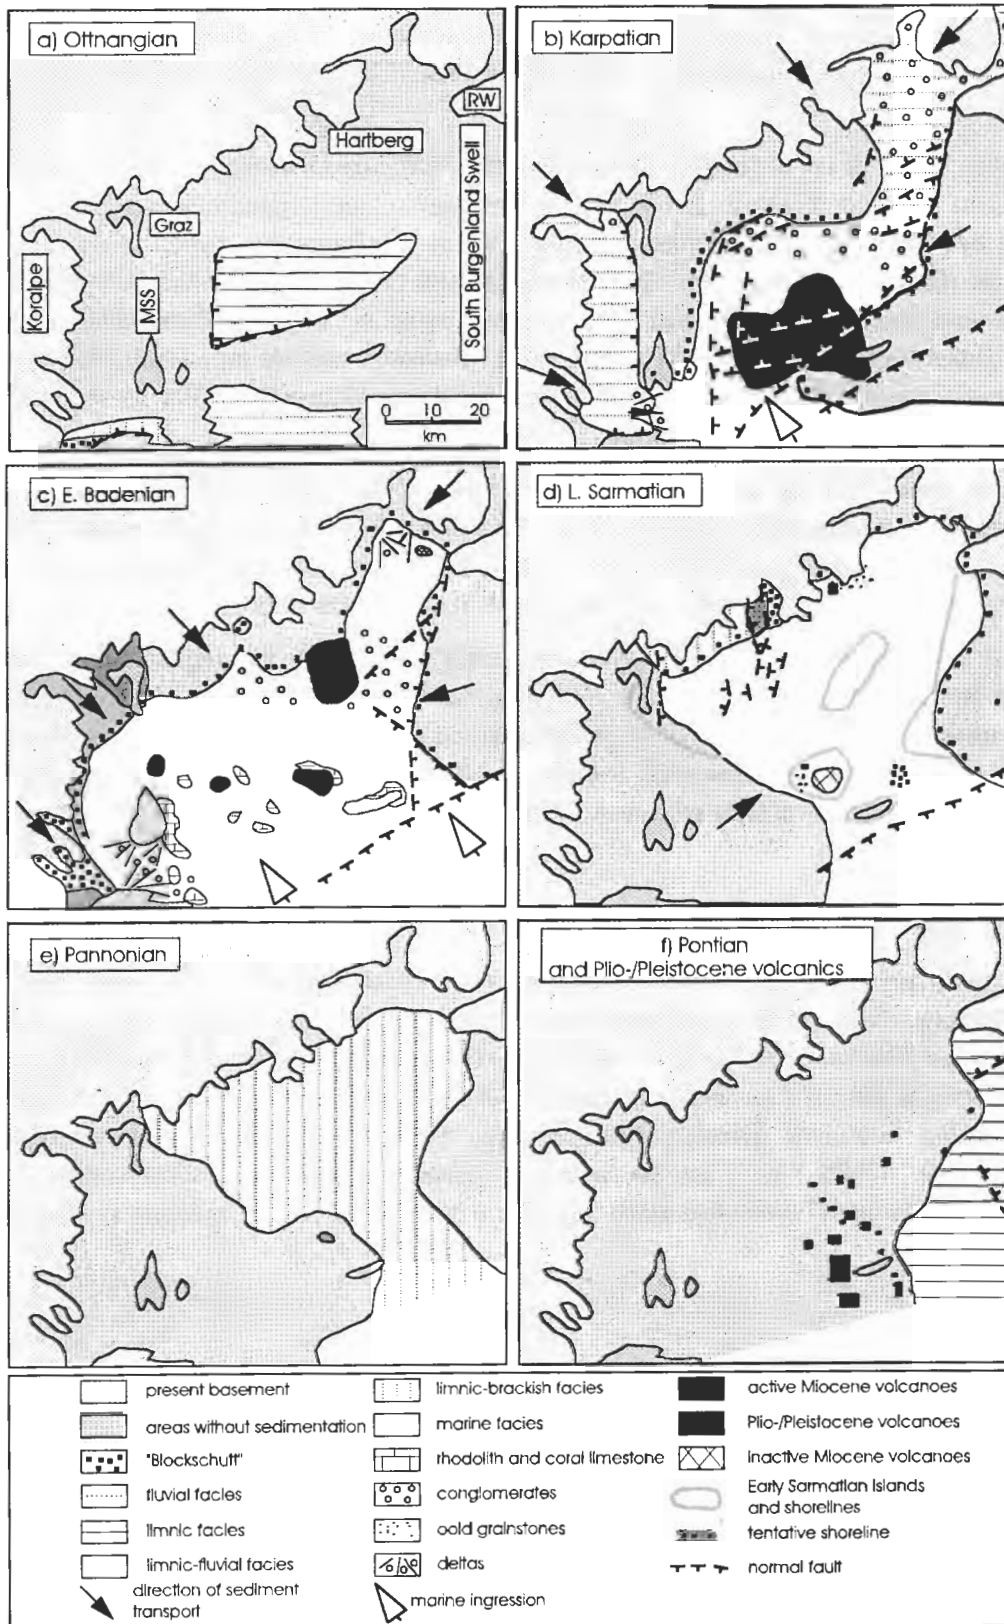 a) Ottnangian
RW
Hartberg
Graz
Koralpe
MSS
South Burgenland Swell
0 10 20
km
b) Karpatian
c) E. Badenian
d) L. Sarmatian
e) Pannonian
f) Pontian
and Plio-/Pleistocene volcanics
present basement
areas without sedimentation
"Blockschutt"
fluvial facies
limnic facies
limnic-fluvial facies
direction of sediment
transport
limnic-brackish facies
marine facies
rhodolith and coral limestone
conglomerates
ooid grainstones
deltas
marine ingression
active Miocene volcanoes
Plio-/Pleistocene volcanoes
inactive Miocene volcanoes
Early Sarmatian islands
and shorelines
tentative shoreline
normal fault